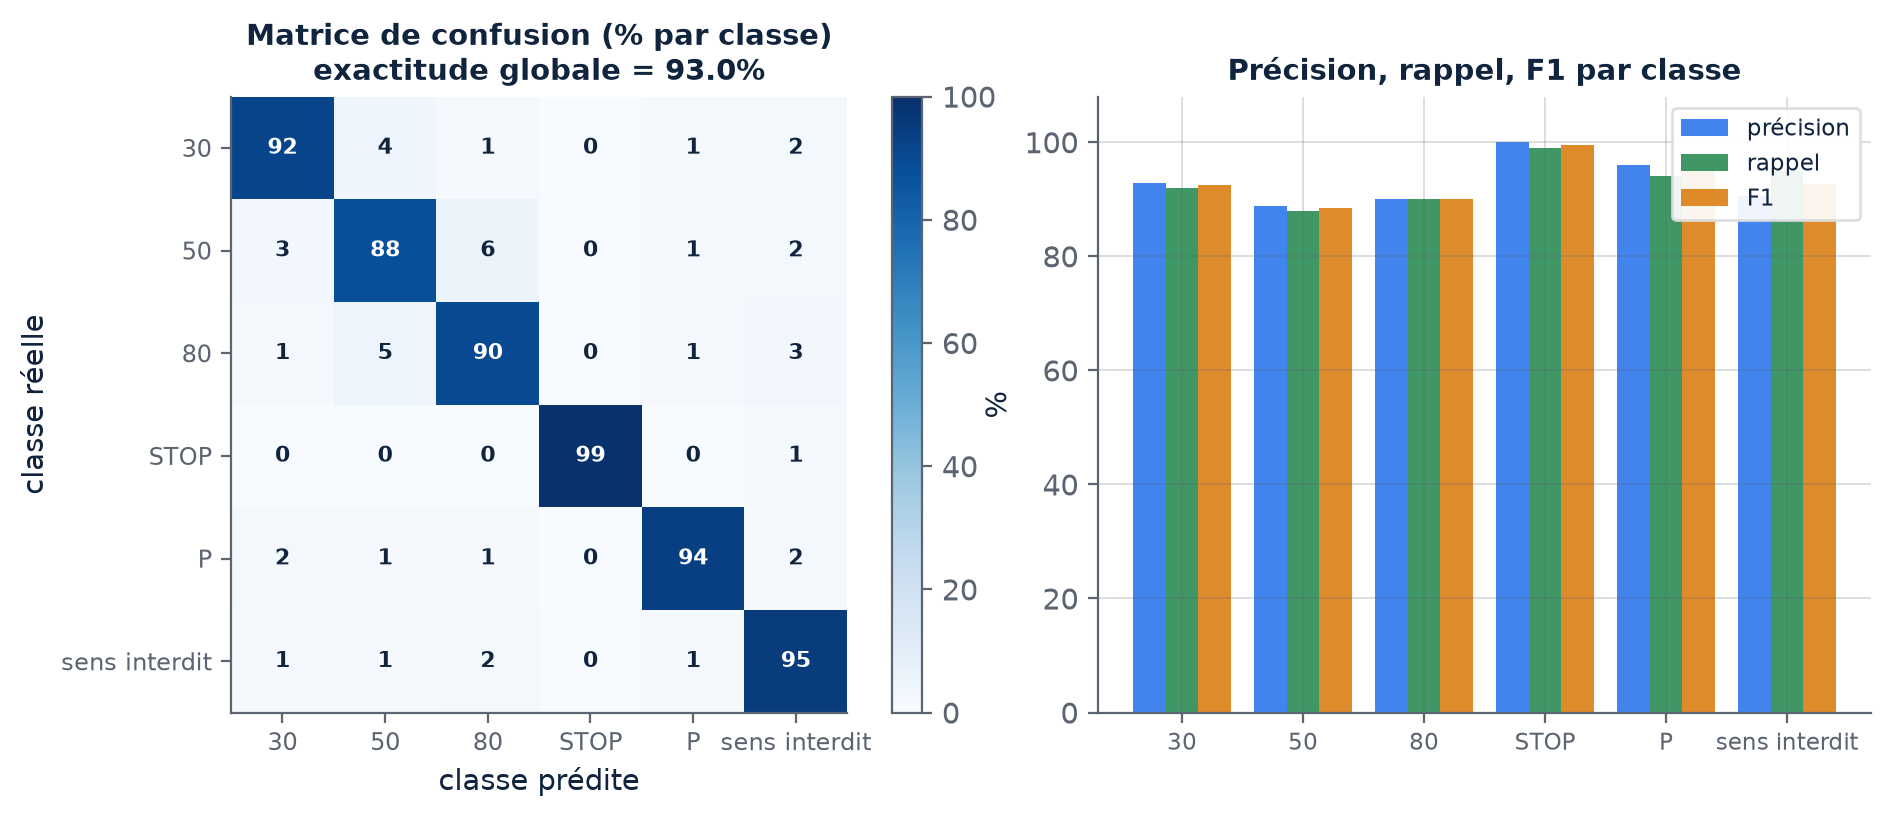 Matrice de confusion (% par classe)
exactitude globale = 93.0%
classe réelle
30 92 4 1 0 1 2
50 3 88 6 0 1 2
80 1 5 90 0 1 3
STOP 0 0 0 99 0 1
P 2 1 1 0 94 2
sens interdit 1 1 2 0 1 95
30 50 80 STOP P sens interdit
classe prédite
100
80
60
40
20
0
%
Précision, rappel, F1 par classe
précision
rappel
F1
100
80
60
40
20
0
30 50 80 STOP P sens interdit